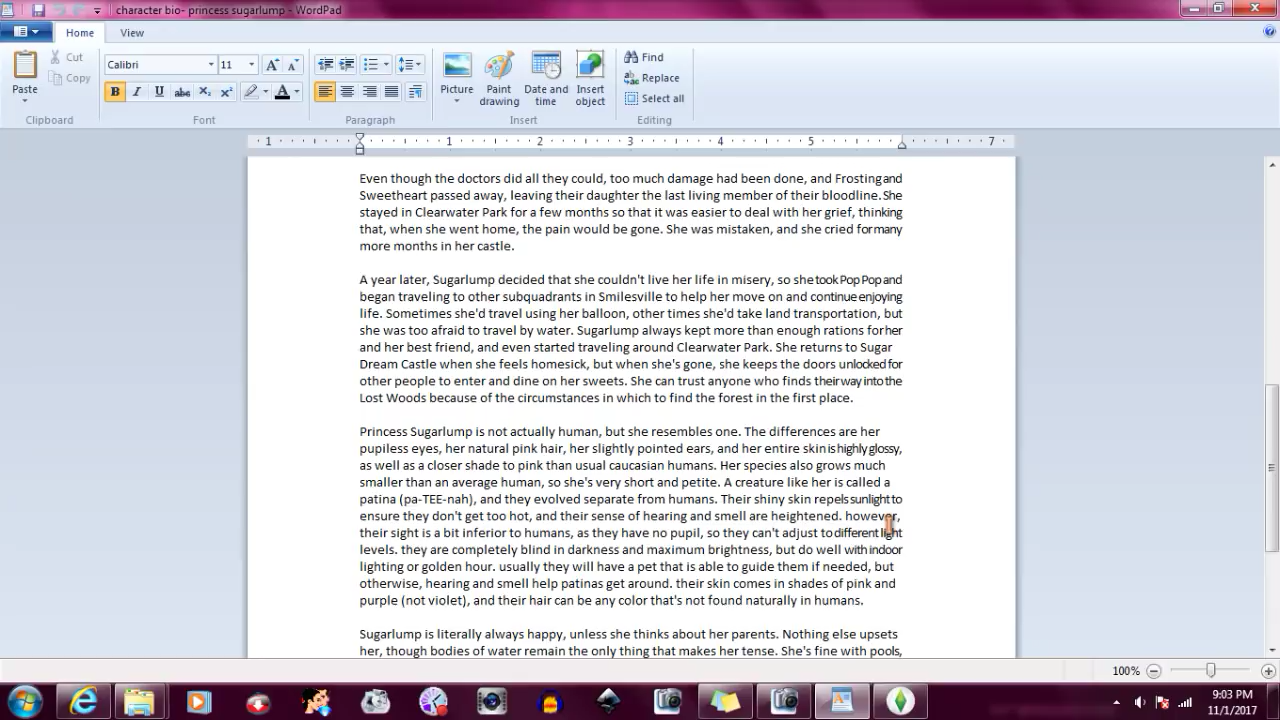 character bio- princess sugarlump - WordPad
Home
View
Paste
Cut
Copy
Clipboard
Calibri
11
Font
Paragraph
Picture
Paint drawing
Date and time
Insert object
Insert
Find
Replace
Select all
Editing
1 1 2 3 4 5 7
Even though the doctors did all they could, too much damage had been done, and Frosting and
Sweetheart passed away, leaving their daughter the last living member of their bloodline. She
stayed in Clearwater Park for a few months so that it was easier to deal with her grief, thinking
that, when she went home, the pain would be gone. She was mistaken, and she cried for many
more months in her castle.
A year later, Sugarlump decided that she couldn't live her life in misery, so she took Pop Pop and
began traveling to other subquadrants in Smilesville to help her move on and continue enjoying
life. Sometimes she'd travel using her balloon, other times she'd take land transportation, but
she was too afraid to travel by water. Sugarlump always kept more than enough rations for her
and her best friend, and even started traveling around Clearwater Park. She returns to Sugar
Dream Castle when she feels homesick, but when she's gone, she keeps the doors unlocked for
other people to enter and dine on her sweets. She can trust anyone who finds their way into the
Lost Woods because of the circumstances in which to find the forest in the first place.
Princess Sugarlump is not actually human, but she resembles one. The differences are her
pupiless eyes, her natural pink hair, her slightly pointed ears, and her entire skin is highly glossy,
as well as a closer shade to pink than usual caucasian humans. Her species also grows much
smaller than an average human, so she's very short and petite. A creature like her is called a
patina (pa-TEE-nah), and they evolved separate from humans. Their shiny skin repels sunlight to
ensure they don't get too hot, and their sense of hearing and smell are heightened. however,
their sight is a bit inferior to humans, as they have no pupil, so they can't adjust to different light
levels. they are completely blind in darkness and maximum brightness, but do well with indoor
lighting or golden hour. usually they will have a pet that is able to guide them if needed, but
otherwise, hearing and smell help patinas get around. their skin comes in shades of pink and
purple (not violet), and their hair can be any color that's not found naturally in humans.
Sugarlump is literally always happy, unless she thinks about her parents. Nothing else upsets
her, though bodies of water remain the only thing that makes her tense. She's fine with pools,
100%
9:03 PM
11/1/2017